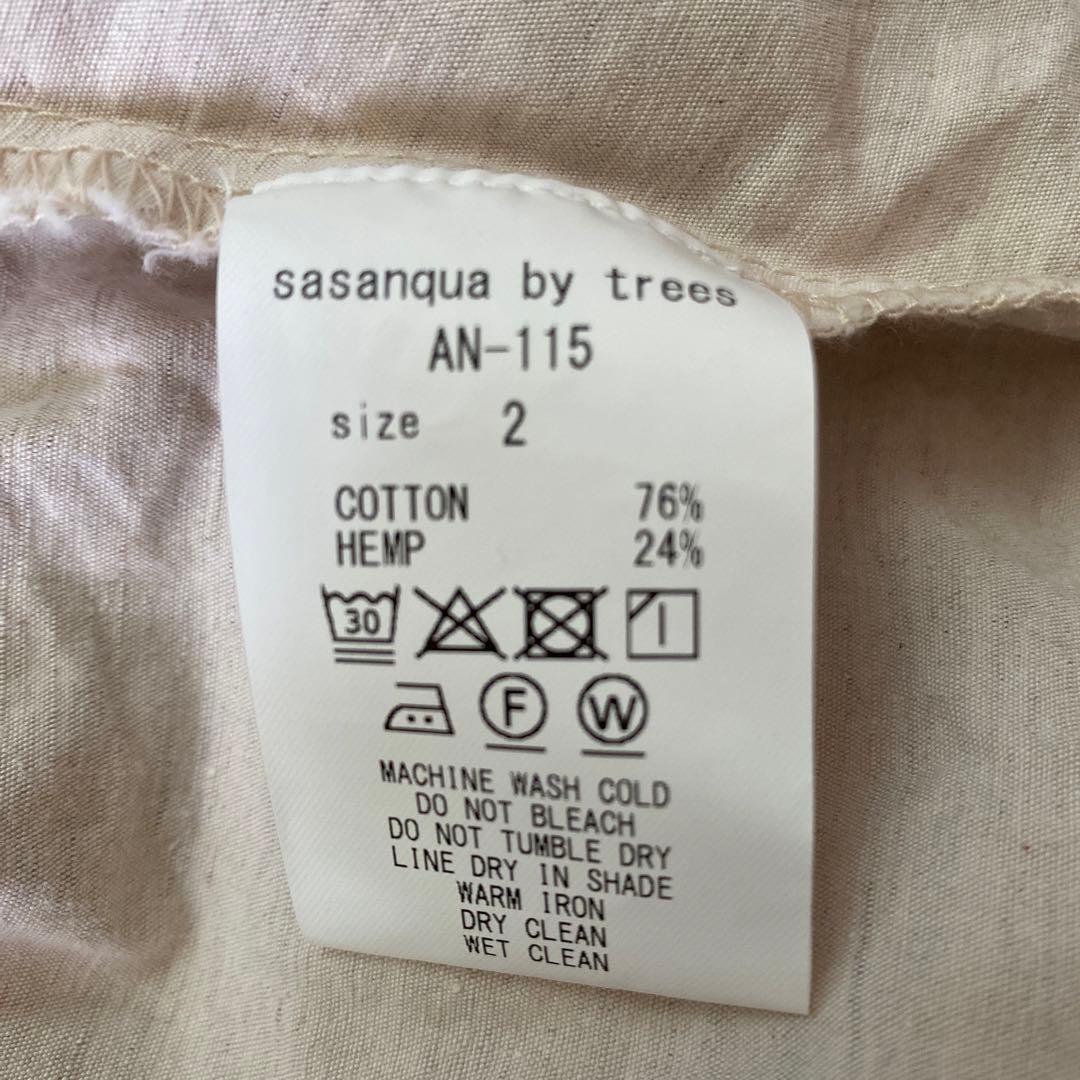 sasanqua by trees
AN-115
size 2
COTTON 76%
HEMP 24%
30
F W
MACHINE WASH COLD
DO NOT BLEACH
DO NOT TUMBLE DRY
LINE DRY IN SHADE
WARM IRON
DRY CLEAN
WET CLEAN